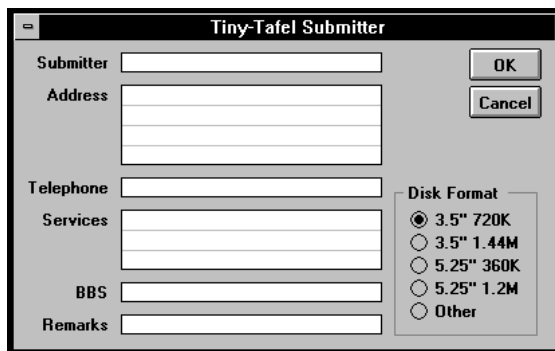 Tiny-Tafel Submitter
Submitter
OK
Address
Cancel
Telephone
Disk Format
Services
3.5" 720K
3.5" 1.44M
5.25" 360K
BBS
5.25" 1.2M
Other
Remarks